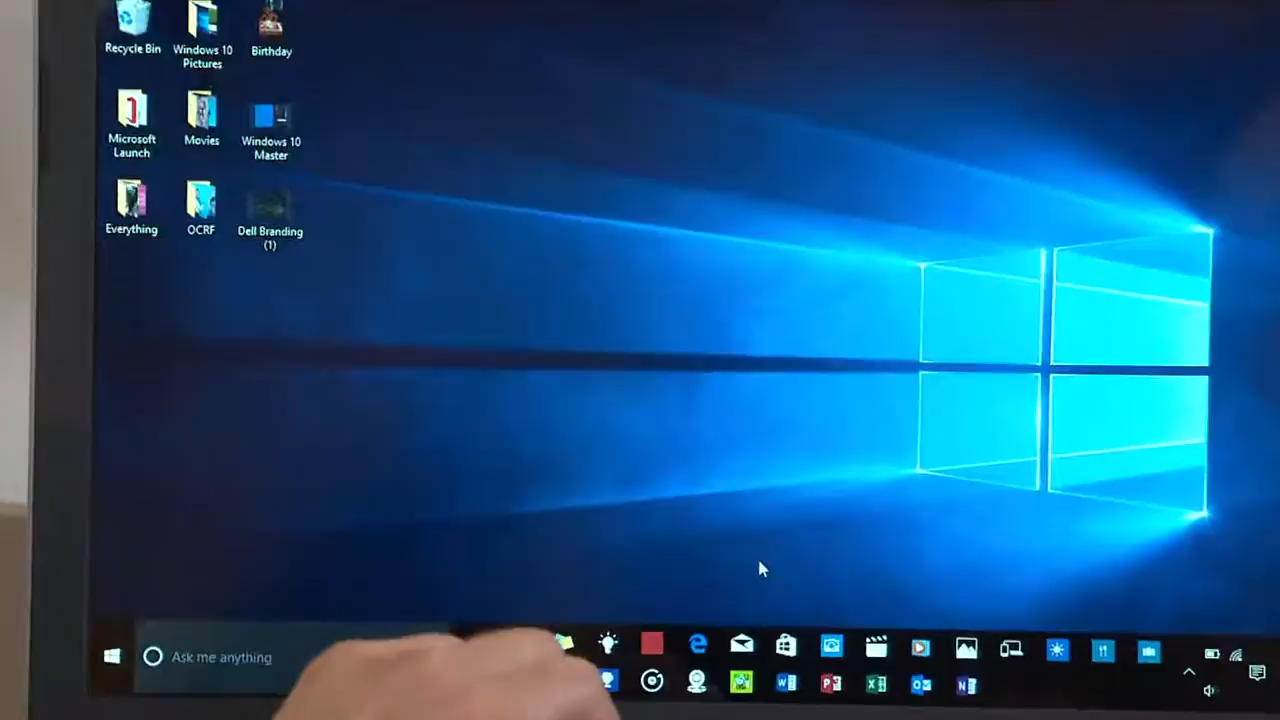 Recycle Bin
Windows 10
Pictures
Birthday
Microsoft
Launch
Movies
Windows 10
Master
Everything
OCRF
Dell Branding
(1)
Ask me anything